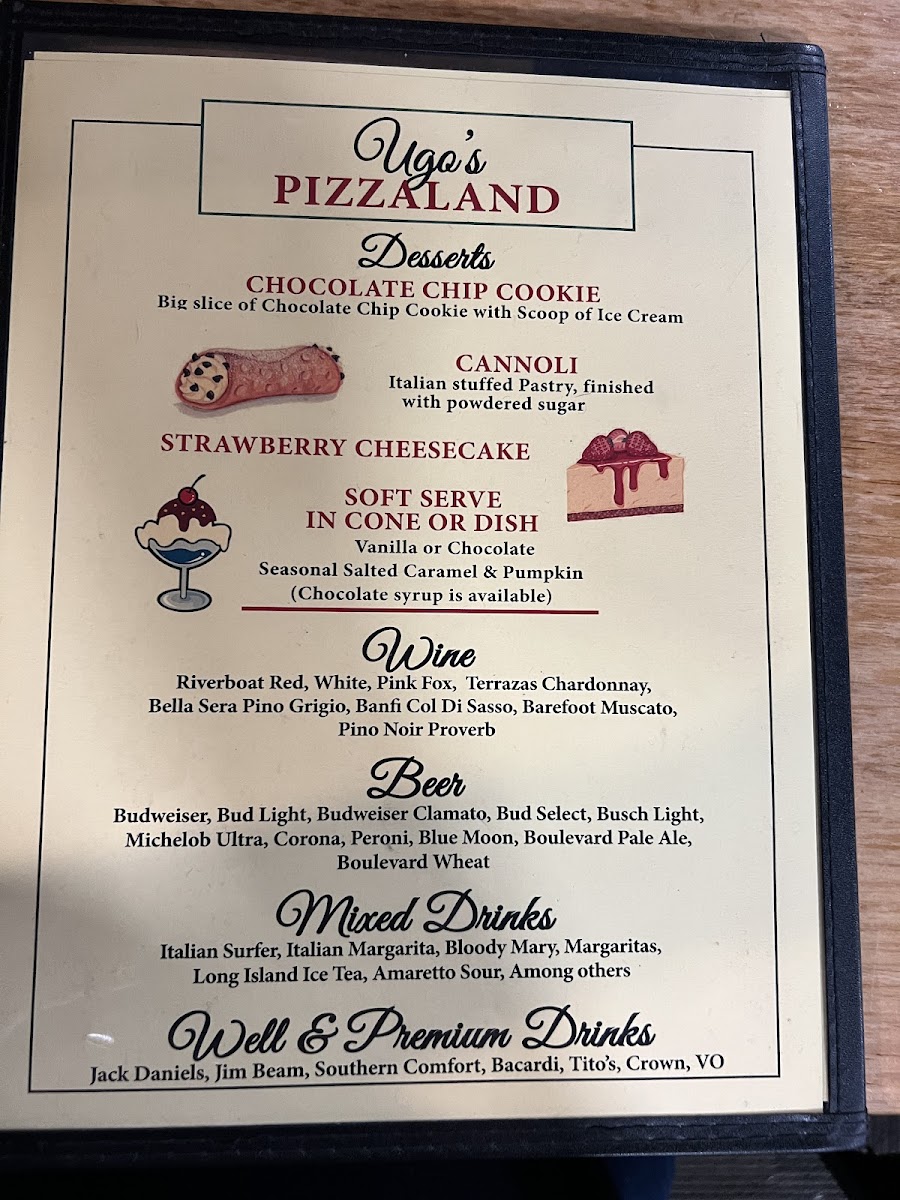 Ugo's
PIZZALAND
Desserts
CHOCOLATE CHIP COOKIE
Big slice of Chocolate Chip Cookie with Scoop of Ice Cream
CANNOLI
Italian stuffed Pastry, finished
with powdered sugar
STRAWBERRY CHEESECAKE
SOFT SERVE
IN CONE OR DISH
Vanilla or Chocolate
Seasonal Salted Caramel & Pumpkin
(Chocolate syrup is available)
Wine
Riverboat Red, White, Pink Fox, Terrazas Chardonnay,
Bella Sera Pino Grigio, Banfi Col Di Sasso, Barefoot Muscato,
Pino Noir Proverb
Beer
Budweiser, Bud Light, Budweiser Clamato, Bud Select, Busch Light,
Michelob Ultra, Corona, Peroni, Blue Moon, Boulevard Pale Ale,
Boulevard Wheat
Mixed Drinks
Italian Surfer, Italian Margarita, Bloody Mary, Margaritas,
Long Island Ice Tea, Amaretto Sour, Among others
Well & Premium Drinks
Jack Daniels, Jim Beam, Southern Comfort, Bacardi, Tito's, Crown, VO